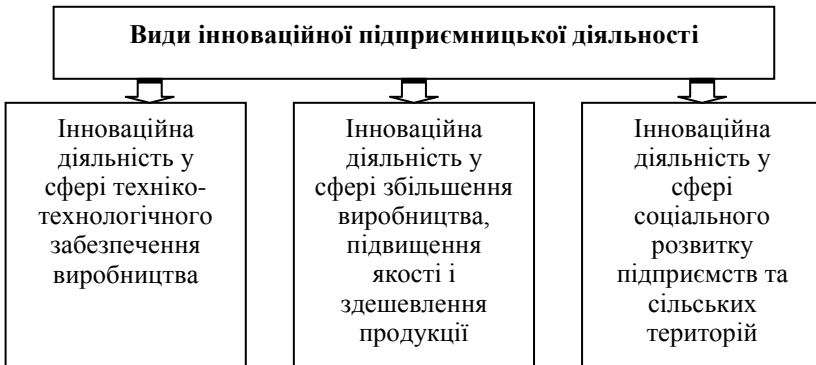 Види інноваційної підприємницької діяльності
Інноваційна
діяльність у
сфері техніко-
технологічного
забезпечення
виробництва
Інноваційна
діяльність у
сфері збільшення
виробництва,
підвищення
якості і
здешевлення
продукції
Інноваційна
діяльність у
сфері
соціального
розвитку
підприємств та
сільських
територій